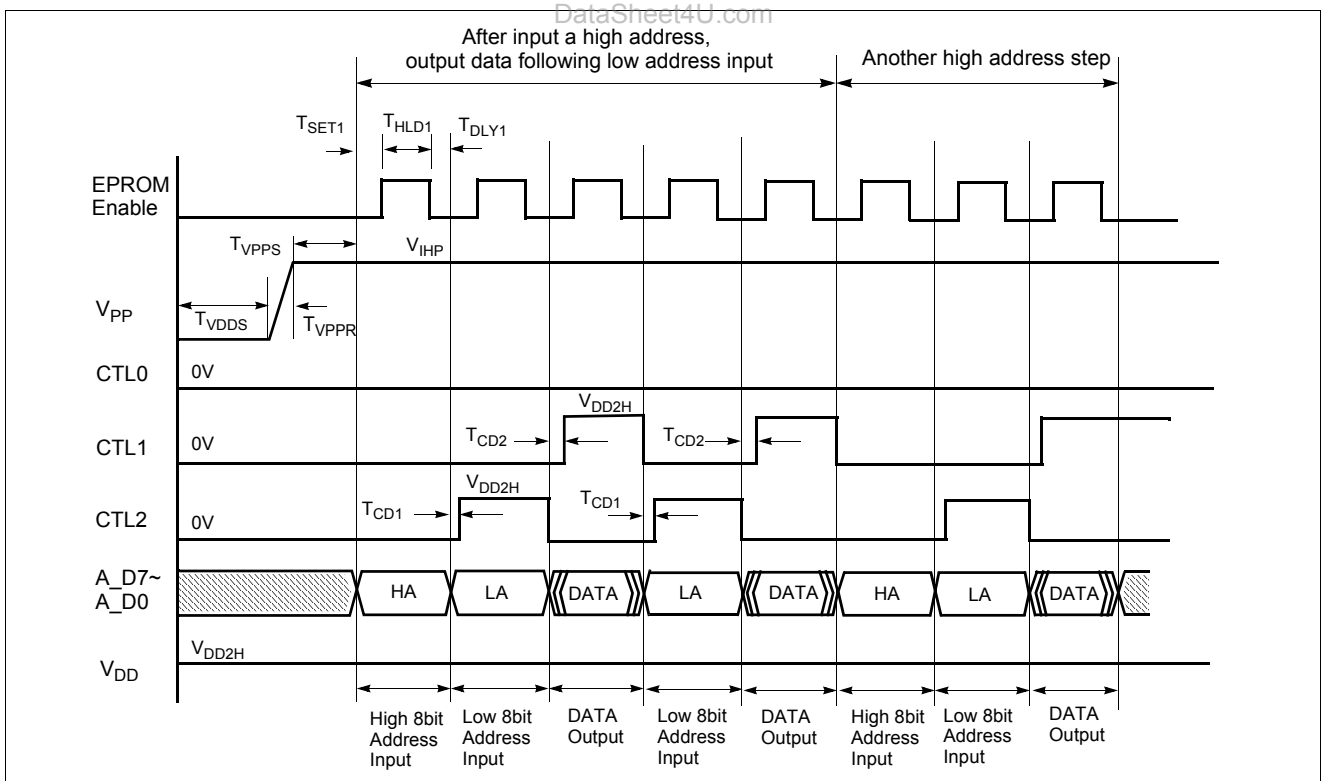 DataSheet4U.com
After input a high address,
output data following low address input
Another high address step
TSET1
THLD1
TDLY1
EPROM
Enable
TVPPS
VIHP
VPP
TVDDS
TVPPR
CTL0
0V
VDD2H
CTL1
0V
TCD2
TCD2
VDD2H
CTL2
0V
TCD1
TCD1
A_D7~
A_D0
HA
LA
DATA
LA
DATA
HA
LA
DATA
VDD2H
VDD
High 8bit
Address
Input
Low 8bit
Address
Input
DATA
Output
Low 8bit
Address
Input
DATA
Output
High 8bit
Address
Input
Low 8bit
Address
Input
DATA
Output